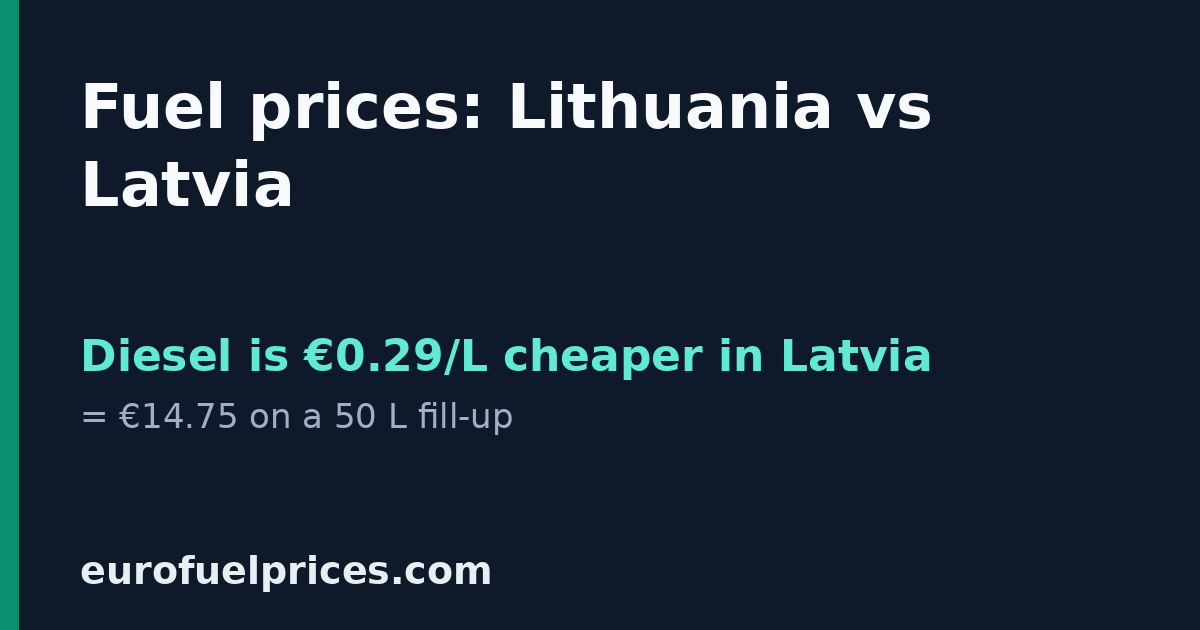 Fuel prices: Lithuania vs
Latvia
Diesel is €0.29/L cheaper in Latvia
= €14.75 on a 50 L fill-up
eurofuelprices.com